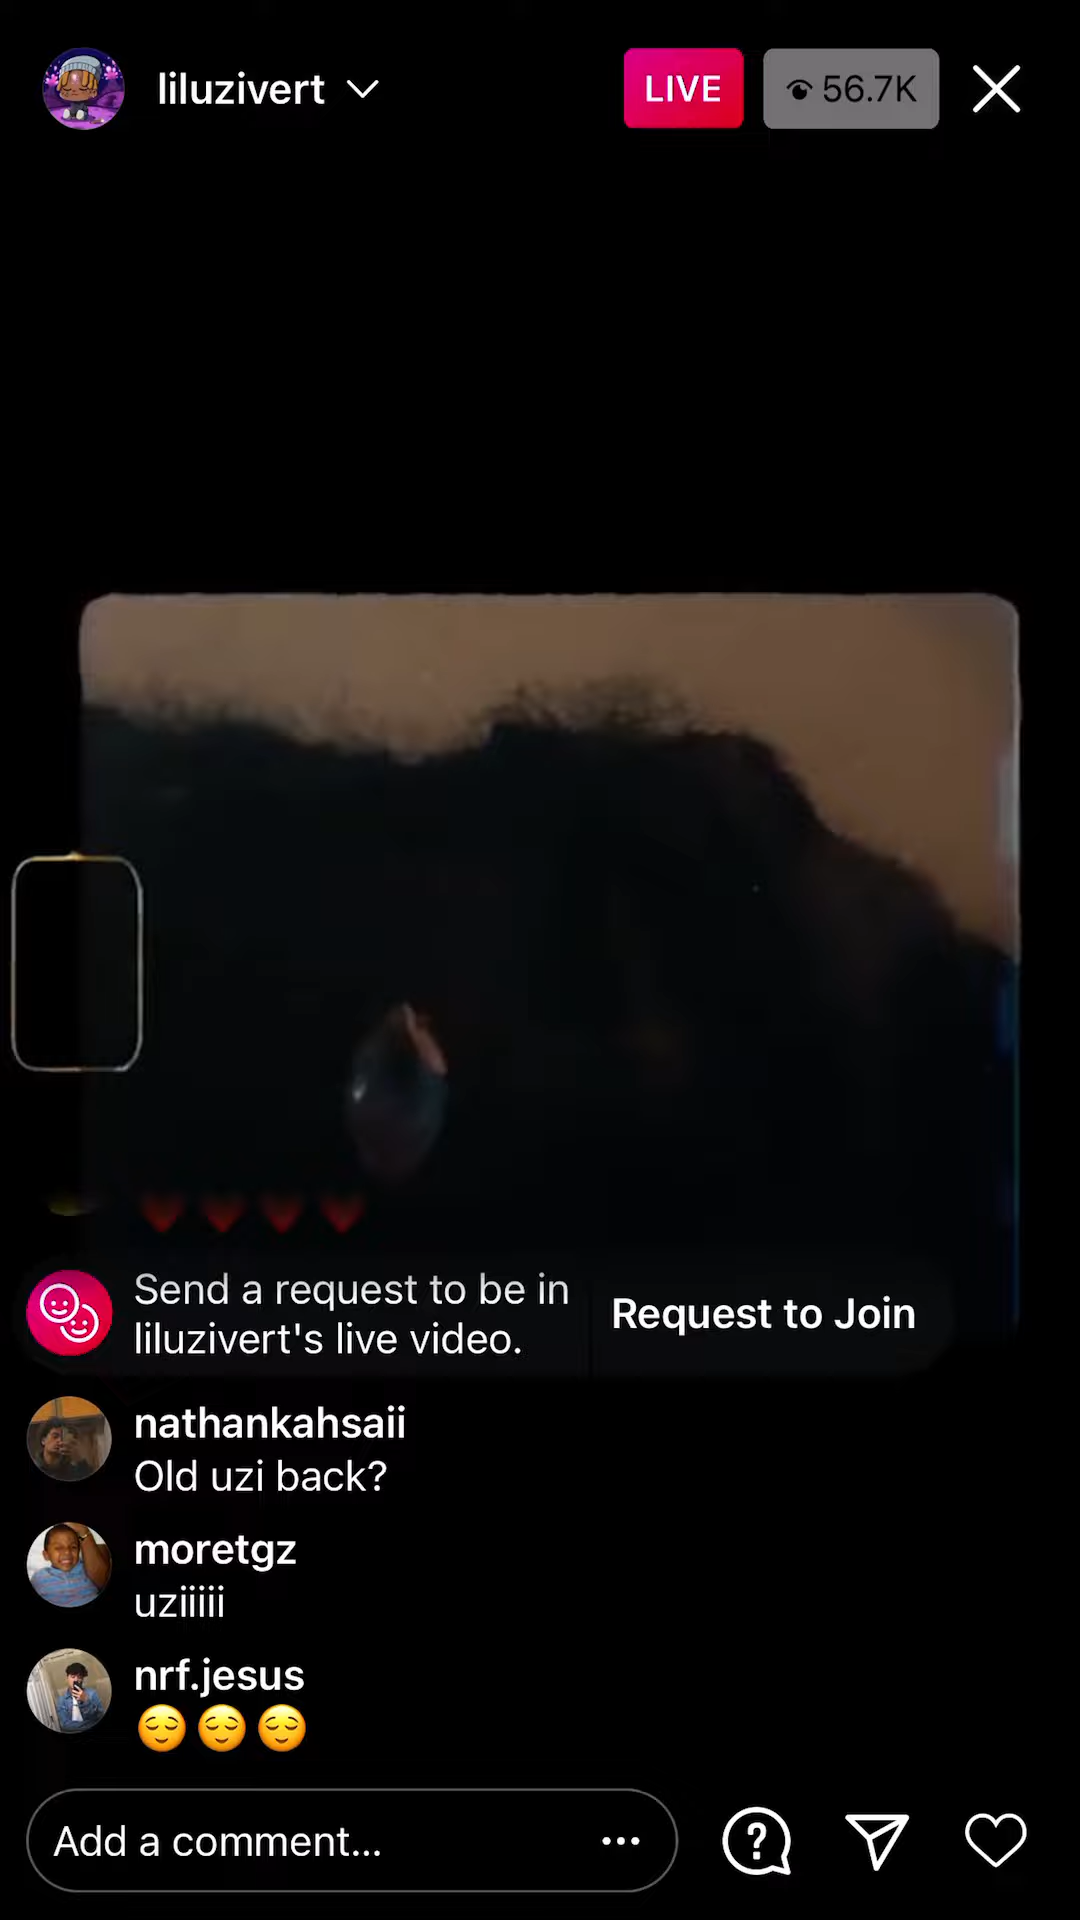 liluzivert
LIVE
56.7K
Send a request to be in
liluzivert's live video.
Request to Join
nathankahsaii
Old uzi back?
moretgz
uziiiii
nrf.jesus
😌😌😌
Add a comment...